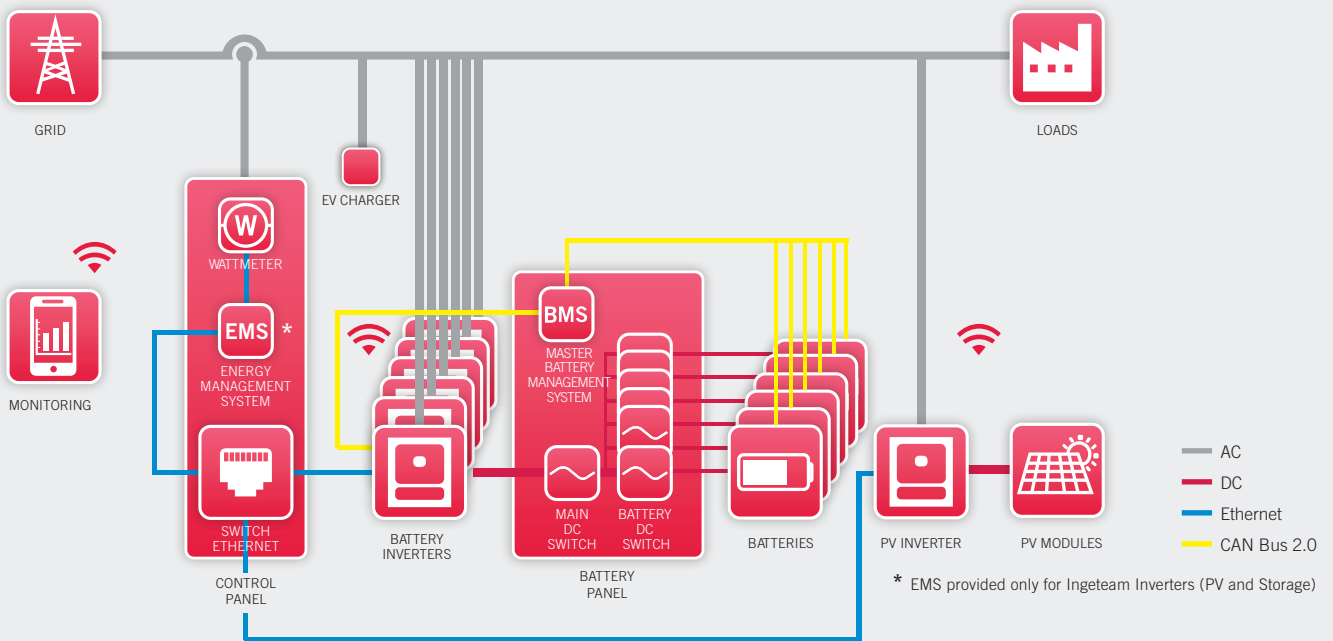 GRID
LOADS
EV CHARGER
W
WATTMETER
EMS *
ENERGY
MANAGEMENT
SYSTEM
MONITORING
SWITCH
ETHERNET
CONTROL
PANEL
BATTERY
INVERTERS
BMS
MASTER
BATTERY
MANAGEMENT
SYSTEM
MAIN
DC
SWITCH
BATTERY
DC
SWITCH
BATTERY
PANEL
BATTERIES
PV INVERTER
PV MODULES
AC
DC
Ethernet
CAN Bus 2.0
* EMS provided only for Ingeteam Inverters (PV and Storage)